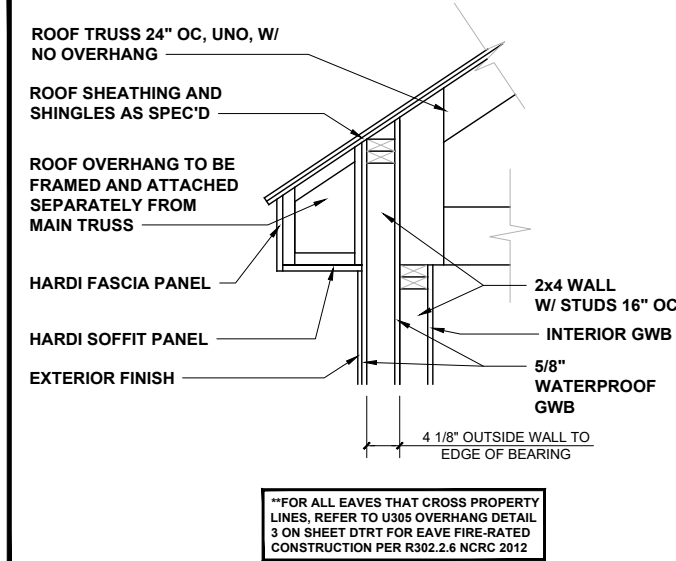 ROOF TRUSS 24" OC, UNO, W/
NO OVERHANG
ROOF SHEATHING AND
SHINGLES AS SPEC'D
ROOF OVERHANG TO BE
FRAMED AND ATTACHED
SEPARATELY FROM
MAIN TRUSS
HARDI FASCIA PANEL
HARDI SOFFIT PANEL
EXTERIOR FINISH
2x4 WALL
W/ STUDS 16" OC
INTERIOR GWB
5/8"
WATERPROOF
GWB
4 1/8" OUTSIDE WALL TO
EDGE OF BEARING
**FOR ALL EAVES THAT CROSS PROPERTY
LINES, REFER TO U305 OVERHANG DETAIL
3 ON SHEET DTRT FOR EAVE FIRE-RATED
CONSTRUCTION PER R302.2.6 NCRC 2012